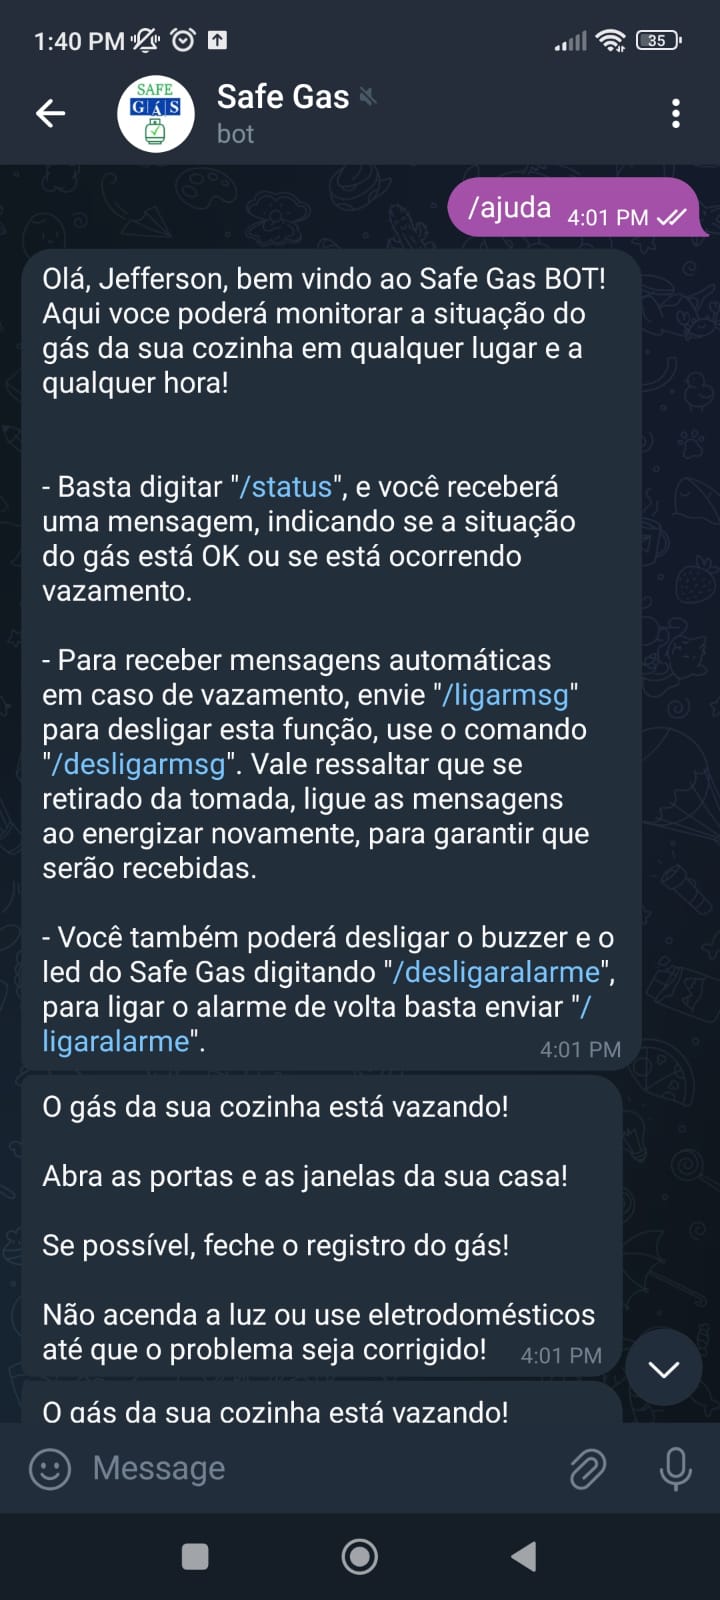 1:40 PM
35
SAFE
GÁS
Safe Gas
bot
/ajuda 4:01 PM
Olá, Jefferson, bem vindo ao Safe Gas BOT!
Aqui voce poderá monitorar a situação do
gás da sua cozinha em qualquer lugar e a
qualquer hora!
- Basta digitar "/status", e você receberá
uma mensagem, indicando se a situação
do gás está OK ou se está ocorrendo
vazamento.
- Para receber mensagens automáticas
em caso de vazamento, envie "/ligarmsg"
para desligar esta função, use o comando
"/desligarmsg". Vale ressaltar que se
retirado da tomada, ligue as mensagens
ao energizar novamente, para garantir que
serão recebidas.
- Você também poderá desligar o buzzer e o
led do Safe Gas digitando "/desligaralarme",
para ligar o alarme de volta basta enviar "/
ligaralarme".
4:01 PM
O gás da sua cozinha está vazando!
Abra as portas e as janelas da sua casa!
Se possível, feche o registro do gás!
Não acenda a luz ou use eletrodomésticos
até que o problema seja corrigido! 4:01 PM
O gás da sua cozinha está vazando!
Message